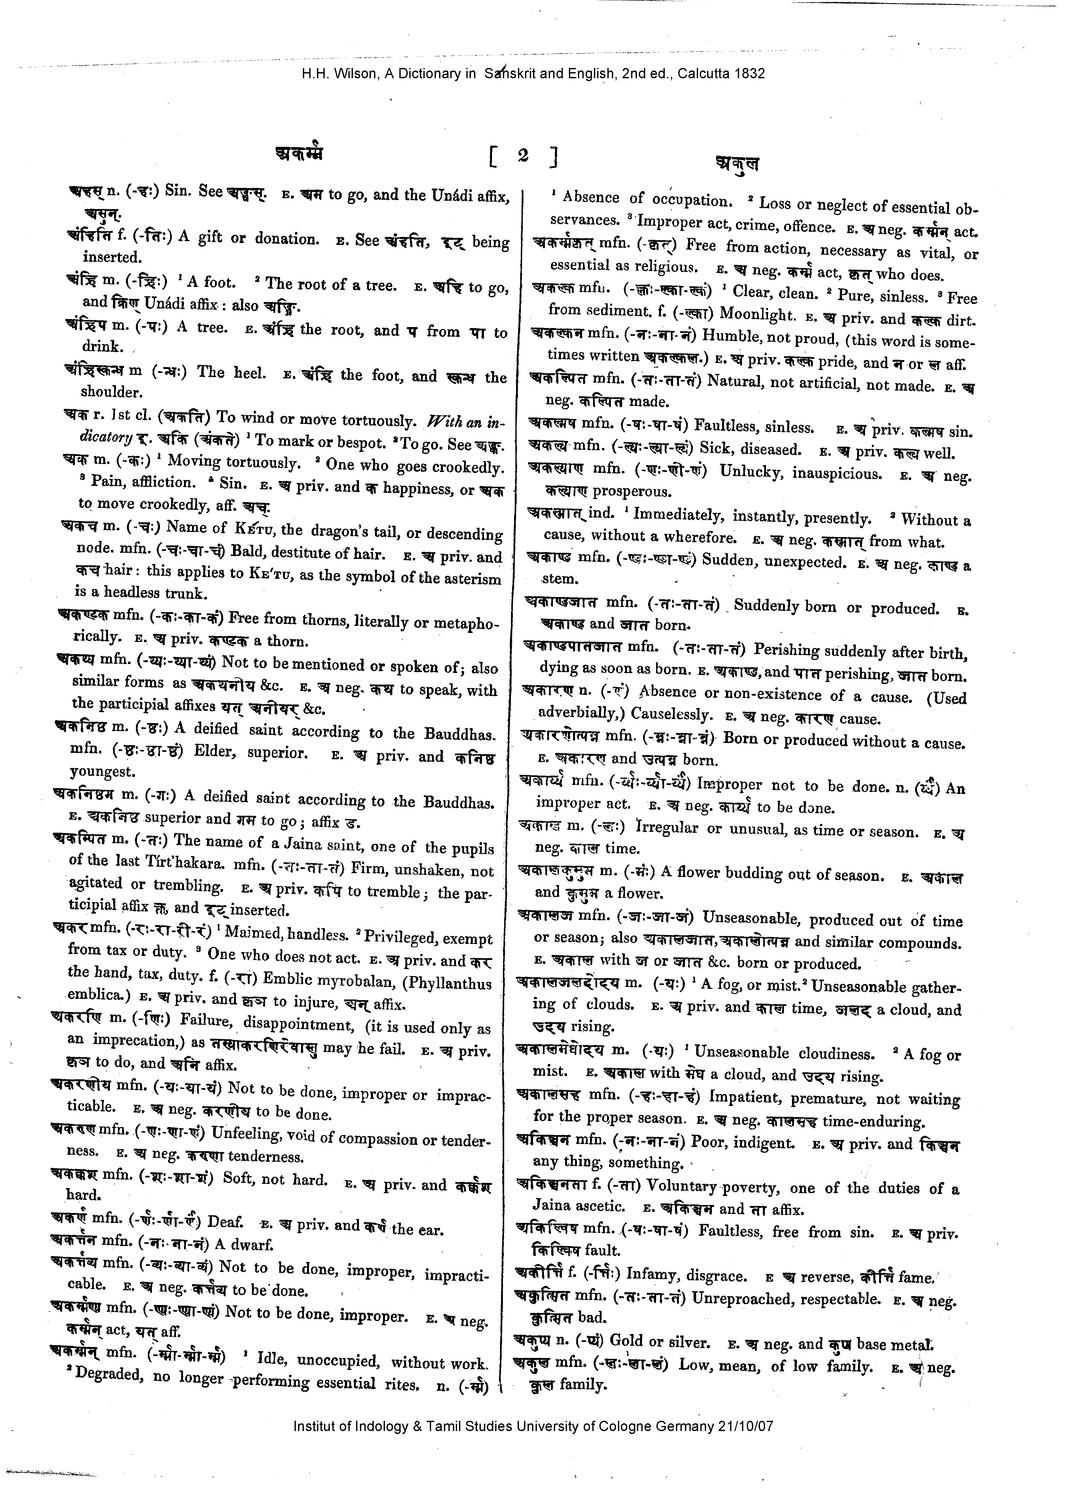 H.H. Wilson, A Dictionary in Sanskrit and English, 2nd ed., Calcutta 1832
अकर्म्म [ 2 ] अकुल
अंहस् n. (-हः) Sin. See अङ्घस्. E. अम to go, and the Unádi affix,
असुन्.
अंहिति f. (-तिः) A gift or donation. E. See अंहति, इट् being
inserted.
अंह्रि m. (-ह्रिः) ¹ A foot. ² The root of a tree. E. अहि to go,
and क्रिण् Unádi affix : also अङ्घ्रि.
अंह्रिप m. (-पः) A tree. E. अंह्रि the root, and प from पा to
drink.
अंह्रिस्कन्ध m (-न्धः) The heel. E. अंह्रि the foot, and स्कन्ध the
shoulder.
अक r. 1st cl. (अकति) To wind or move tortuously. With an in-
dicatory इ. अकि (अंकते) ¹ To mark or bespot. ² To go. See अङ्क.
अक m. (-कः) ¹ Moving tortuously. ² One who goes crookedly.
³ Pain, affliction. ⁴ Sin. E. अ priv. and क happiness, or अक
to move crookedly, aff. अच्.
अकच m. (-चः) Name of KÉTU, the dragon's tail, or descending
node. mfn. (-चः-चा-चं) Bald, destitute of hair. E. अ priv. and
कच hair : this applies to KE'TU, as the symbol of the asterism
is a headless trunk.
अकण्टक mfn. (-कः-का-कं) Free from thorns, literally or metapho-
rically. E. अ priv. कण्टक a thorn.
अकथ्य mfn. (-थ्यः-थ्या-थ्यं) Not to be mentioned or spoken of; also
similar forms as अकथनीय &c. E. अ neg. कथ to speak, with
the participial affixes यत् अनीयर् &c.
अकनिष्ठ m. (-ष्ठः) A deified saint according to the Bauddhas.
mfn. (-ष्ठः-ष्ठा-ष्ठं) Elder, superior. E. अ priv. and कनिष्ठ
youngest.
अकनिष्ठग m. (-गः) A deified saint according to the Bauddhas.
E. अकनिष्ठ superior and गम to go ; affix ड.
अकम्पित m. (-तः) The name of a Jaina saint, one of the pupils
of the last Tírt'hakara. mfn. (-तः-ता-तं) Firm, unshaken, not
agitated or trembling. E. अ priv. कपि to tremble ; the par-
ticipial affix क्त, and इट् inserted.
अकर mfn. (-रः-रा-री-रं) ¹ Maimed, handless. ² Privileged, exempt
from tax or duty. ³ One who does not act. E. अ priv. and कर
the hand, tax, duty. f. (-रा) Emblic myrobalan, (Phyllanthus
emblica.) E. अ priv. and कृञ to injure, अन् affix.
अकरणि m. (-णिः) Failure, disappointment, (it is used only as
an imprecation,) as तस्याकरणिरेवास्तु may he fail. E. अ priv.
कृञ to do, and अनि affix.
अकरणीय mfn. (-यः-या-यं) Not to be done, improper or imprac-
ticable. E. अ neg. करणीय to be done.
अकरुण mfn. (-णः-णा-णं) Unfeeling, void of compassion or tender-
ness. E. अ neg. करुणा tenderness.
अकर्कश mfn. (-शः-शा-शं) Soft, not hard. E. अ priv. and कर्कश
hard.
अकर्ण mfn. (-र्णः-र्णा-र्णं) Deaf. E. अ priv. and कर्ण the ear.
अकर्त्तन mfn. (-नः-ना-नं) A dwarf.
अकर्त्तव्य mfn. (-व्यः-व्या-व्यं) Not to be done, improper, impracti-
cable. E. अ neg. कर्त्तव्य to be done.
अकर्म्मण्य mfn. (-ण्यः-ण्या-ण्यं) Not to be done, improper. E. अ neg.
कर्म्मन् act, यत् aff.
अकर्म्मन् mfn. (-र्म्मा-र्म्मा-र्म्म) ¹ Idle, unoccupied, without work.
² Degraded, no longer performing essential rites. n. (-र्म्म)
¹ Absence of occupation. ² Loss or neglect of essential ob-
servances. ³ Improper act, crime, offence. E. अ neg. कर्म्मन् act.
अकर्म्मकृत् mfn. (-कृत्) Free from action, necessary as vital, or
essential as religious. E. अ neg. कर्म्म act, कृत् who does.
अकल्क mfn. (-ल्कः-ल्का-ल्कं) ¹ Clear, clean. ² Pure, sinless. ³ Free
from sediment. f. (-ल्का) Moonlight. E. अ priv. and कल्क dirt.
अकल्कन mfn. (-नः-ना-नं) Humble, not proud, (this word is some-
times written अकल्कल.) E. अ priv. कल्क pride, and न or ल aff.
अकल्पित mfn. (-तः-ता-तं) Natural, not artificial, not made. E. अ
neg. कल्पित made.
अकल्मष mfn. (-षः-षा-षं) Faultless, sinless. E. अ priv. कल्मष sin.
अकल्य mfn. (-ल्यः-ल्या-ल्यं) Sick, diseased. E. अ priv. कल्य well.
अकल्याण mfn. (-णः-णी-णं) Unlucky, inauspicious. E. अ neg.
कल्याण prosperous.
अकस्मात् ind. ¹ Immediately, instantly, presently. ² Without a
cause, without a wherefore. E. अ neg. कस्मात् from what.
अकाण्ड mfn. (-ण्डः-ण्डा-ण्डं) Sudden, unexpected. E. अ neg. काण्ड a
stem.
अकाण्डजात mfn. (-तः-ता-तं) Suddenly born or produced. E.
अकाण्ड and जात born.
अकाण्डपातजात mfn. (-तः-ता-तं) Perishing suddenly after birth,
dying as soon as born. E. अकाण्ड, and पात perishing, जात born.
अकारण n. (-णं) Absence or non-existence of a cause. (Used
adverbially,) Causelessly. E. अ neg. कारण cause.
अकारणोत्पन्न mfn. (-न्नः-न्ना-न्नं) Born or produced without a cause.
E. अकारण and उत्पन्न born.
अकार्य्य mfn. (-र्य्यः-र्य्या-र्य्यं) Improper not to be done. n. (र्य्यं) An
improper act. E. अ neg. कार्य्य to be done.
अकाल m. (-लः) Irregular or unusual, as time or season. E. अ
neg. काल time.
अकालकुसुम m. (-मं) A flower budding out of season. E. अकाल
and कुसुम a flower.
अकालज mfn. (-जः-जा-जं) Unseasonable, produced out of time
or season; also अकालजात, अकालोत्पन्न and similar compounds.
E. अकाल with ज or जात &c. born or produced.
अकालजलदोदय m. (-यः) ¹ A fog, or mist. ² Unseasonable gather-
ing of clouds. E. अ priv. and काल time, जलद a cloud, and
उदय rising.
अकालमेघोदय m. (-यः) ¹ Unseasonable cloudiness. ² A fog or
mist. E. अकाल with मेघ a cloud, and उदय rising.
अकालसह mfn. (-हः-हा-हं) Impatient, premature, not waiting
for the proper season. E. अ neg. कालसह time-enduring.
अकिञ्चन mfn. (-नः-ना-नं) Poor, indigent. E. अ priv. and किञ्चन
any thing, something.
अकिञ्चनता f. (-ता) Voluntary poverty, one of the duties of a
Jaina ascetic. E. अकिञ्चन and ता affix.
अकिल्विष mfn. (-षः-षा-षं) Faultless, free from sin. E. अ priv.
किल्विष fault.
अकीर्त्ति f. (-र्त्तिः) Infamy, disgrace. E अ reverse, कीर्त्ति fame.
अकुत्सित mfn. (-तः-ता-तं) Unreproached, respectable. E. अ neg.
कुत्सित bad.
अकुप्य n. (-प्यं) Gold or silver. E. अ neg. and कुप्य base metal.
अकुल mfn. (-लः-ला-लं) Low, mean, of low family. E. अ neg.
कुल family.
Institut of Indology & Tamil Studies University of Cologne Germany 21/10/07